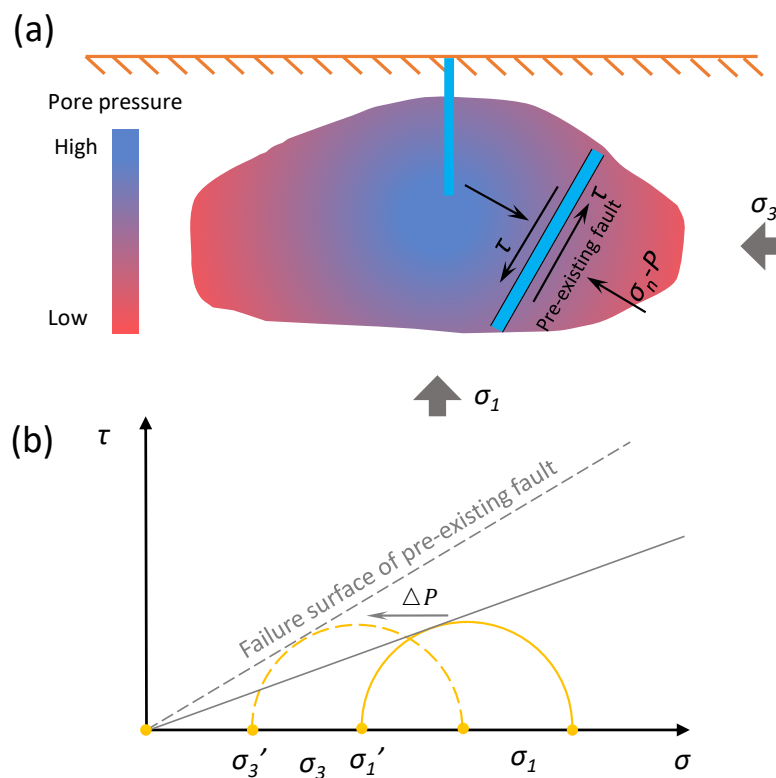 (a)
Pore pressure
High
Low
τ
τ
Pre-existing fault
σn-P
σ3
σ1
(b)
τ
Failure surface of pre-existing fault
△P
σ3′
σ3
σ1′
σ1
σ